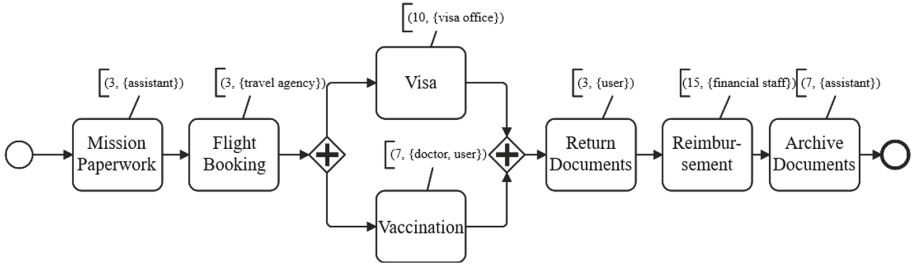 (10, {visa office})
Visa
(3, {assistant})
(3, {travel agency})
(3, {user})
(15, {financial staff})
(7, {assistant})
Mission
Paperwork
Flight
Booking
(7, {doctor, user})
Vaccination
Return
Documents
Reimbur-
sement
Archive
Documents